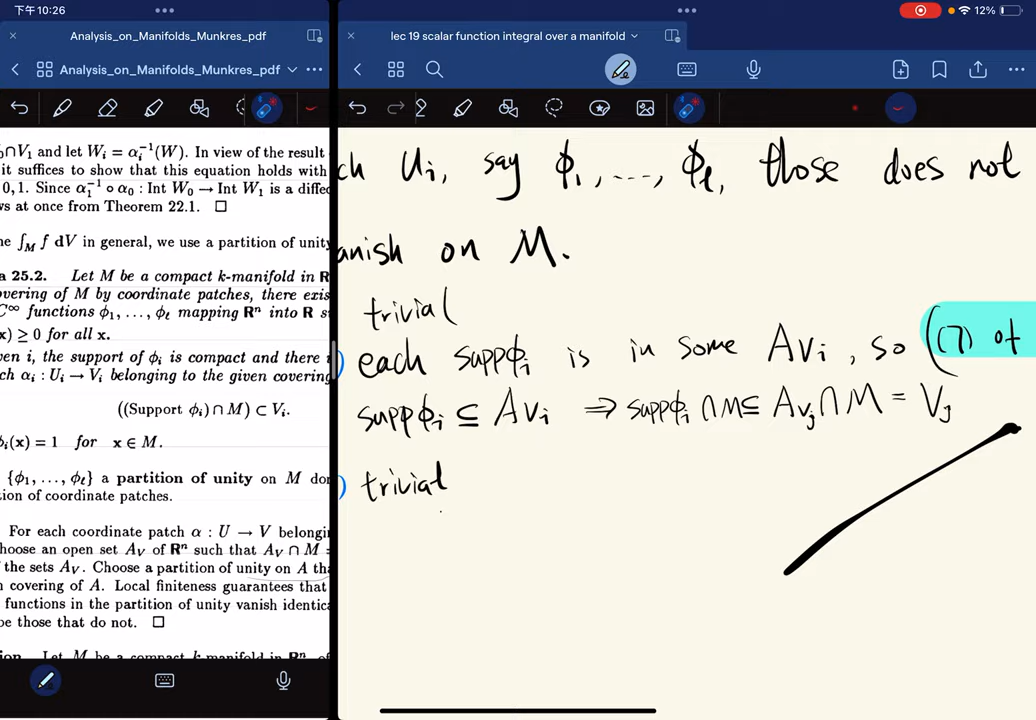 下午10:26
12%
Analysis_on_Manifolds_Munkres_pdf
lec 19 scalar function integral over a manifold
Analysis_on_Manifolds_Munkres_pdf
0∩V₁ and let Wᵢ = αᵢ⁻¹(W). In view of the result
it suffices to show that this equation holds with
0, 1. Since α₁⁻¹ ∘ α₀ : Int W₀ → Int W₁ is a diffeo
ws at once from Theorem 22.1. □
ne ∫_M f dV in general, we use a partition of unity
a 25.2. Let M be a compact k-manifold in R
overing of M by coordinate patches, there exis
C^∞ functions φ₁, …, φ_ℓ mapping Rⁿ into R s
x) ≥ 0 for all x.
en i, the support of φᵢ is compact and there i
ch αᵢ : Uᵢ → Vᵢ belonging to the given covering
((Support φᵢ) ∩ M) ⊂ Vᵢ.
φᵢ(x) = 1 for x ∈ M.
{φ₁, …, φ_ℓ} a partition of unity on M dom
tion of coordinate patches.
For each coordinate patch α : U → V belongin
hoose an open set A_V of Rⁿ such that A_V ∩ M =
the sets A_V. Choose a partition of unity on A tha
covering of A. Local finiteness guarantees that
functions in the partition of unity vanish identica
be those that do not. □
Let M be a compact k-manifold in Rⁿ
ch Uᵢ, say φ₁, ..., φ_ℓ, those does not
anish on M.
trivial
) each suppφᵢ is in some A_Vᵢ, so ((7) of
suppφᵢ ⊆ A_Vᵢ ⇒ suppφᵢ ∩ M ⊆ A_Vⱼ ∩ M = Vⱼ
) trivial